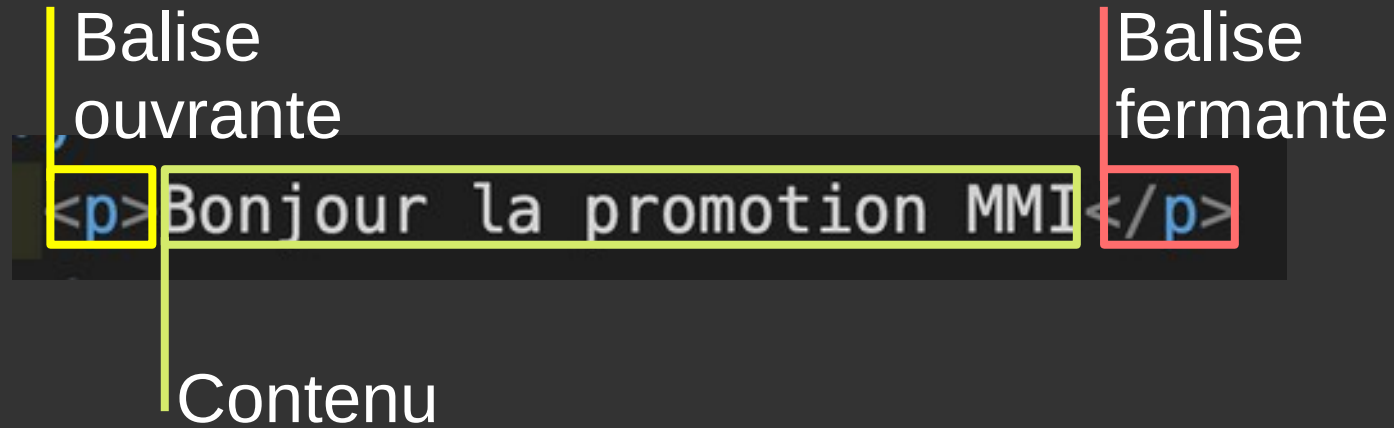 Balise
ouvrante
Balise
fermante
<p>Bonjour la promotion MMI</p>
Contenu